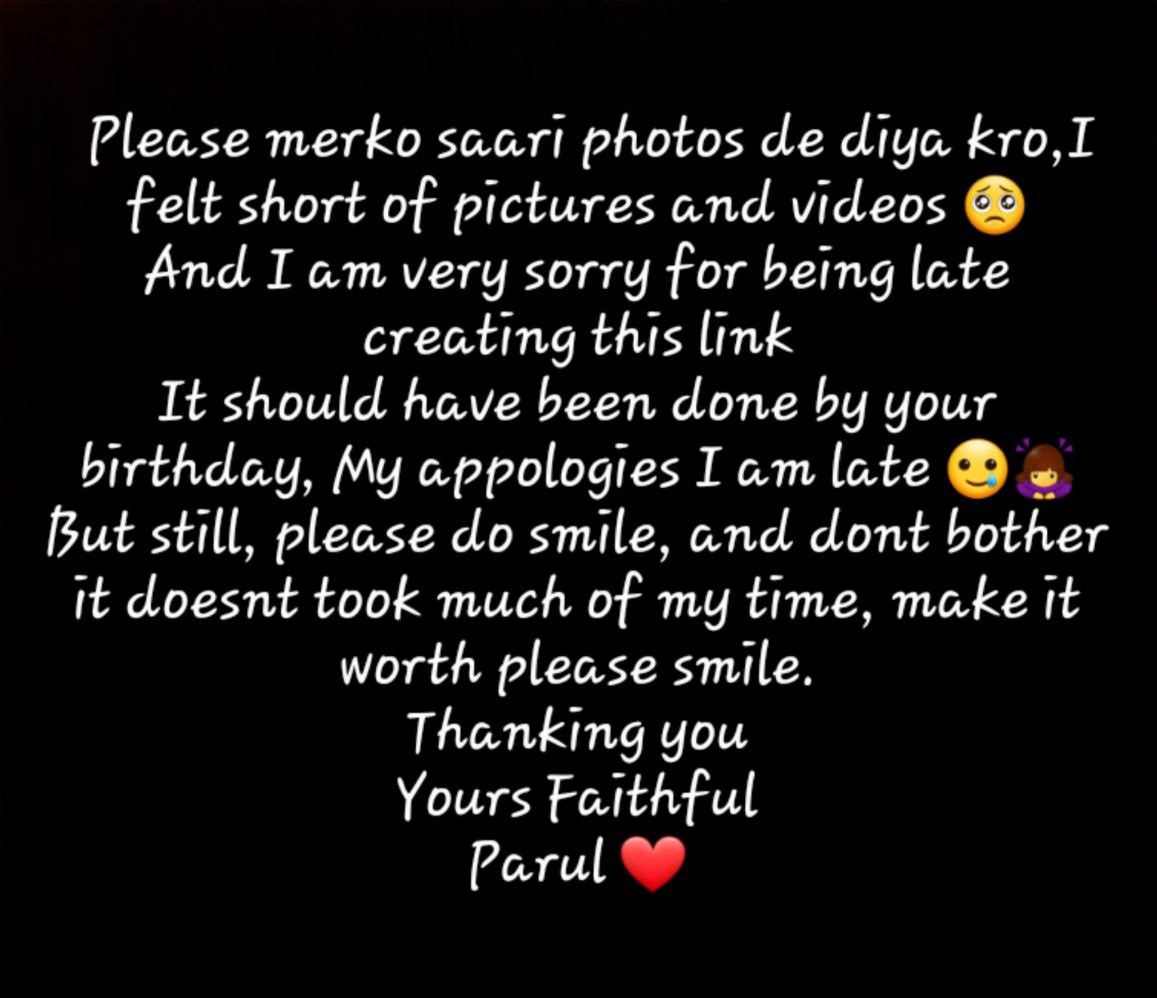 Please merko saari photos de diya kro,I
felt short of pictures and videos 🥺
And I am very sorry for being late
creating this link
It should have been done by your
birthday, My appologies I am late 🥲🙇‍♀️
But still, please do smile, and dont bother
it doesnt took much of my time, make it
worth please smile.
Thanking you
Yours Faithful
Parul ❤️